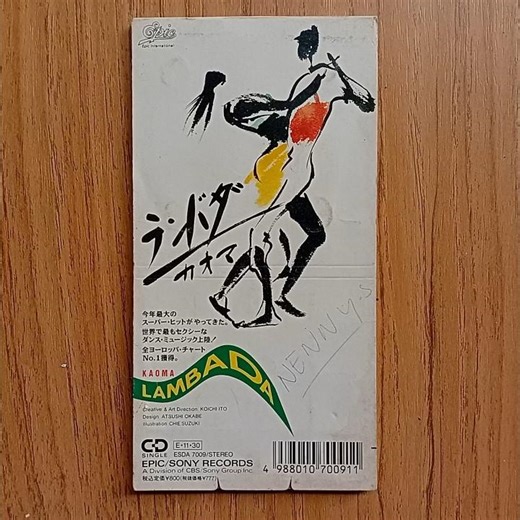 Epic
Epic International
ランバダ
カオマ
今年最大の
スーパー・ヒットがやってきた。
世界で最もセクシーな
ダンス・ミュージック上陸!
全ヨーロッパ・チャート
No.1獲得。
KAOMA
LAMBADA
NENNY.S
Creative & Art Direction: KOICHI ITO
Design: ATSUSHI OKABE
Illustration: CHIE SUZUKI
CD
SINGLE
E•11•30
ESDA 7009/STEREO
EPIC/SONY RECORDS
A Division of CBS/Sony Group Inc.
税込定価¥800(税抜価格¥777)
4 988010 700911